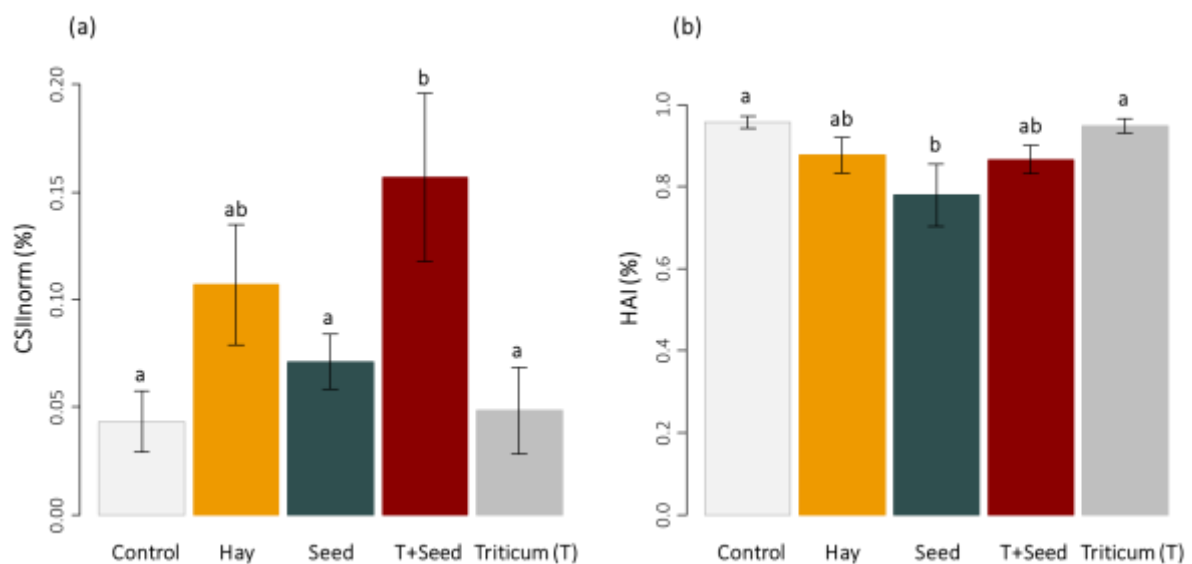 (a)
CSIInorm (%)
0.20
0.15
0.10
0.05
0.00
a
ab
a
b
a
Control
Hay
Seed
T+Seed
Triticum (T)
(b)
HAI (%)
1.0
0.8
0.6
0.4
0.2
0.0
a
ab
b
ab
a
Control
Hay
Seed
T+Seed
Triticum (T)